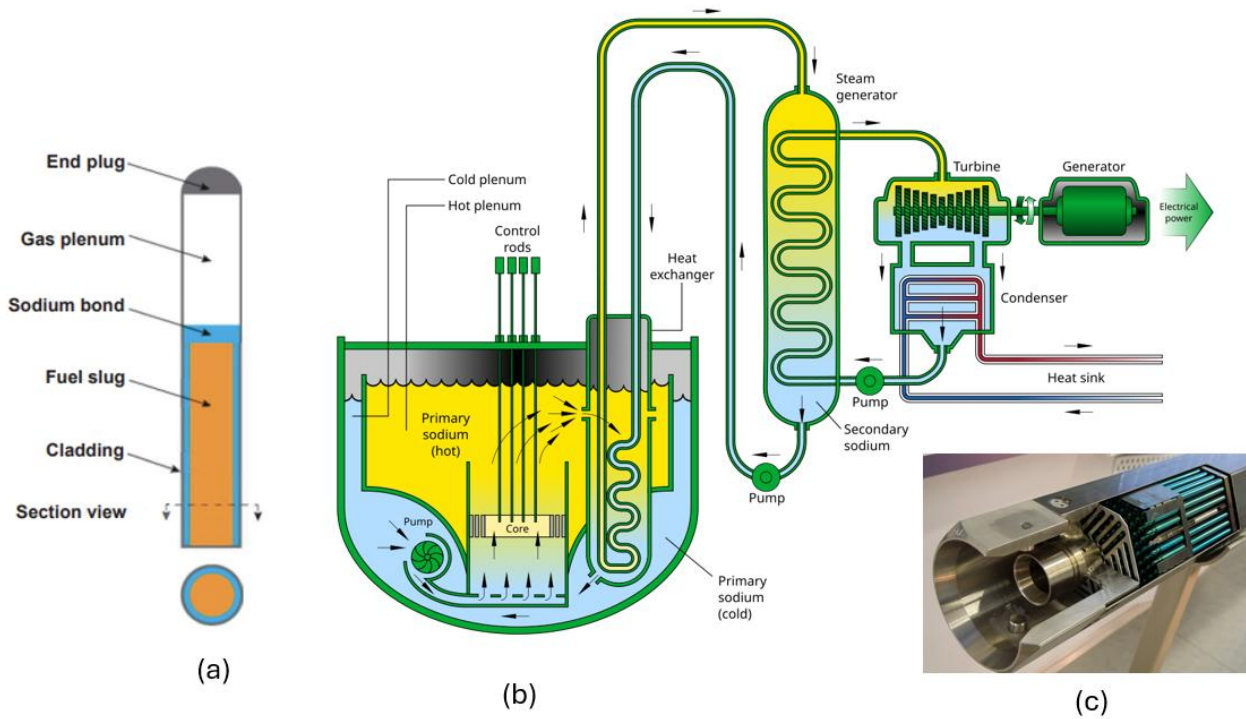 End plug
Gas plenum
Sodium bond
Fuel slug
Cladding
Section view
(a)
Cold plenum
Hot plenum
Control
rods
Heat
exchanger
Primary
sodium
(hot)
Pump
Core
Primary
sodium
(cold)
Steam
generator
Secondary
sodium
Pump
Turbine
Generator
Electrical
power
Condenser
Heat sink
Pump
(b)
(c)